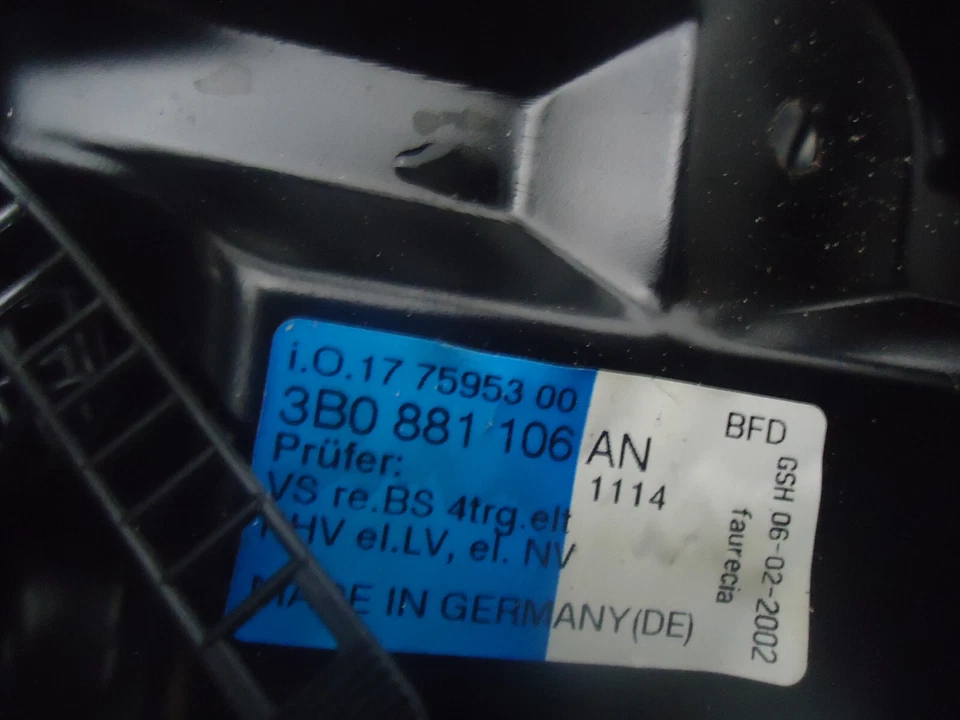 i.O.17 75953 00
3B0 881 106 AN
Prüfer: 1114
VS re.BS 4trg.elt
HV el.LV, el. NV
MADE IN GERMANY(DE)
BFD
GSH 06-02-2002
faurecia